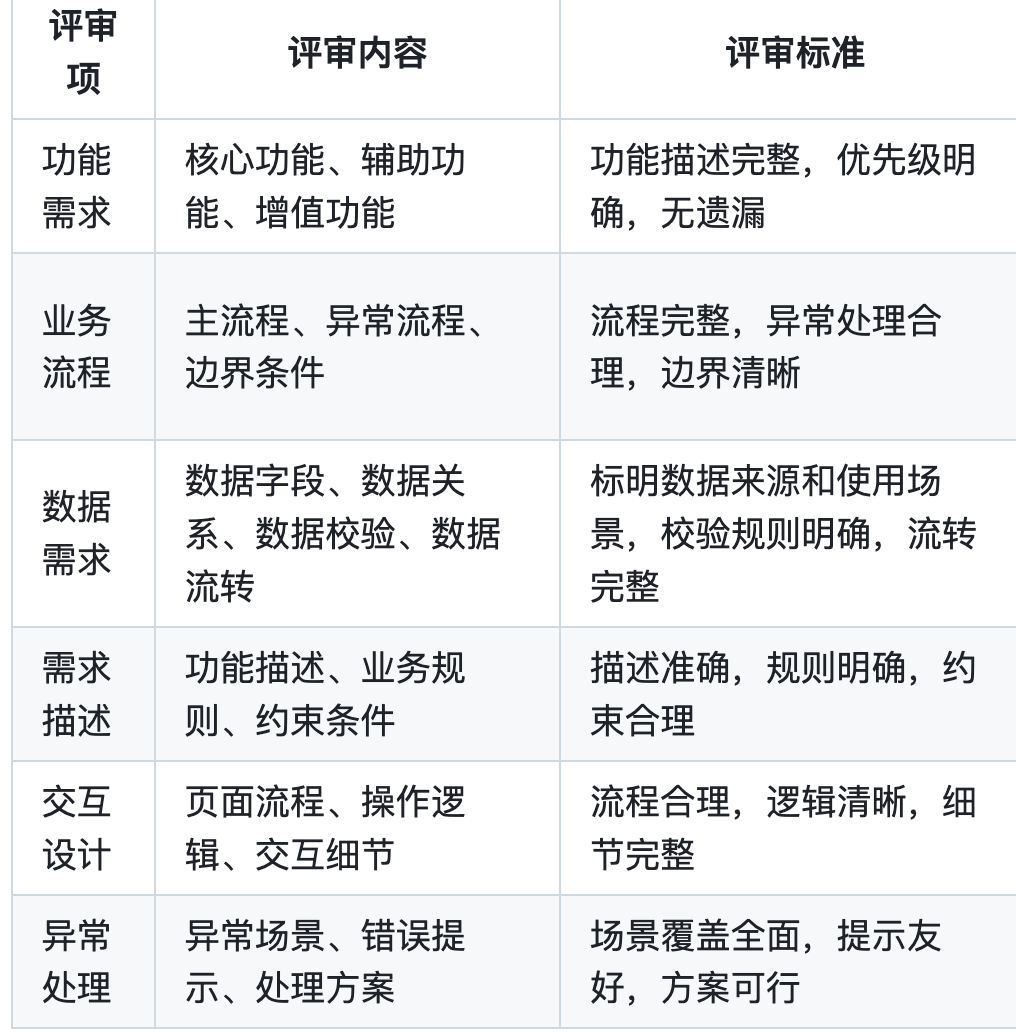 评审
项
评审内容
评审标准
功能
需求
核心功能、辅助功
能、增值功能
功能描述完整，优先级明
确，无遗漏
业务
流程
主流程、异常流程、
边界条件
流程完整，异常处理合
理，边界清晰
数据
需求
数据字段、数据关
系、数据校验、数据
流转
标明数据来源和使用场
景，校验规则明确，流转
完整
需求
描述
功能描述、业务规
则、约束条件
描述准确，规则明确，约
束合理
交互
设计
页面流程、操作逻
辑、交互细节
流程合理，逻辑清晰，细
节完整
异常
处理
异常场景、错误提
示、处理方案
场景覆盖全面，提示友
好，方案可行